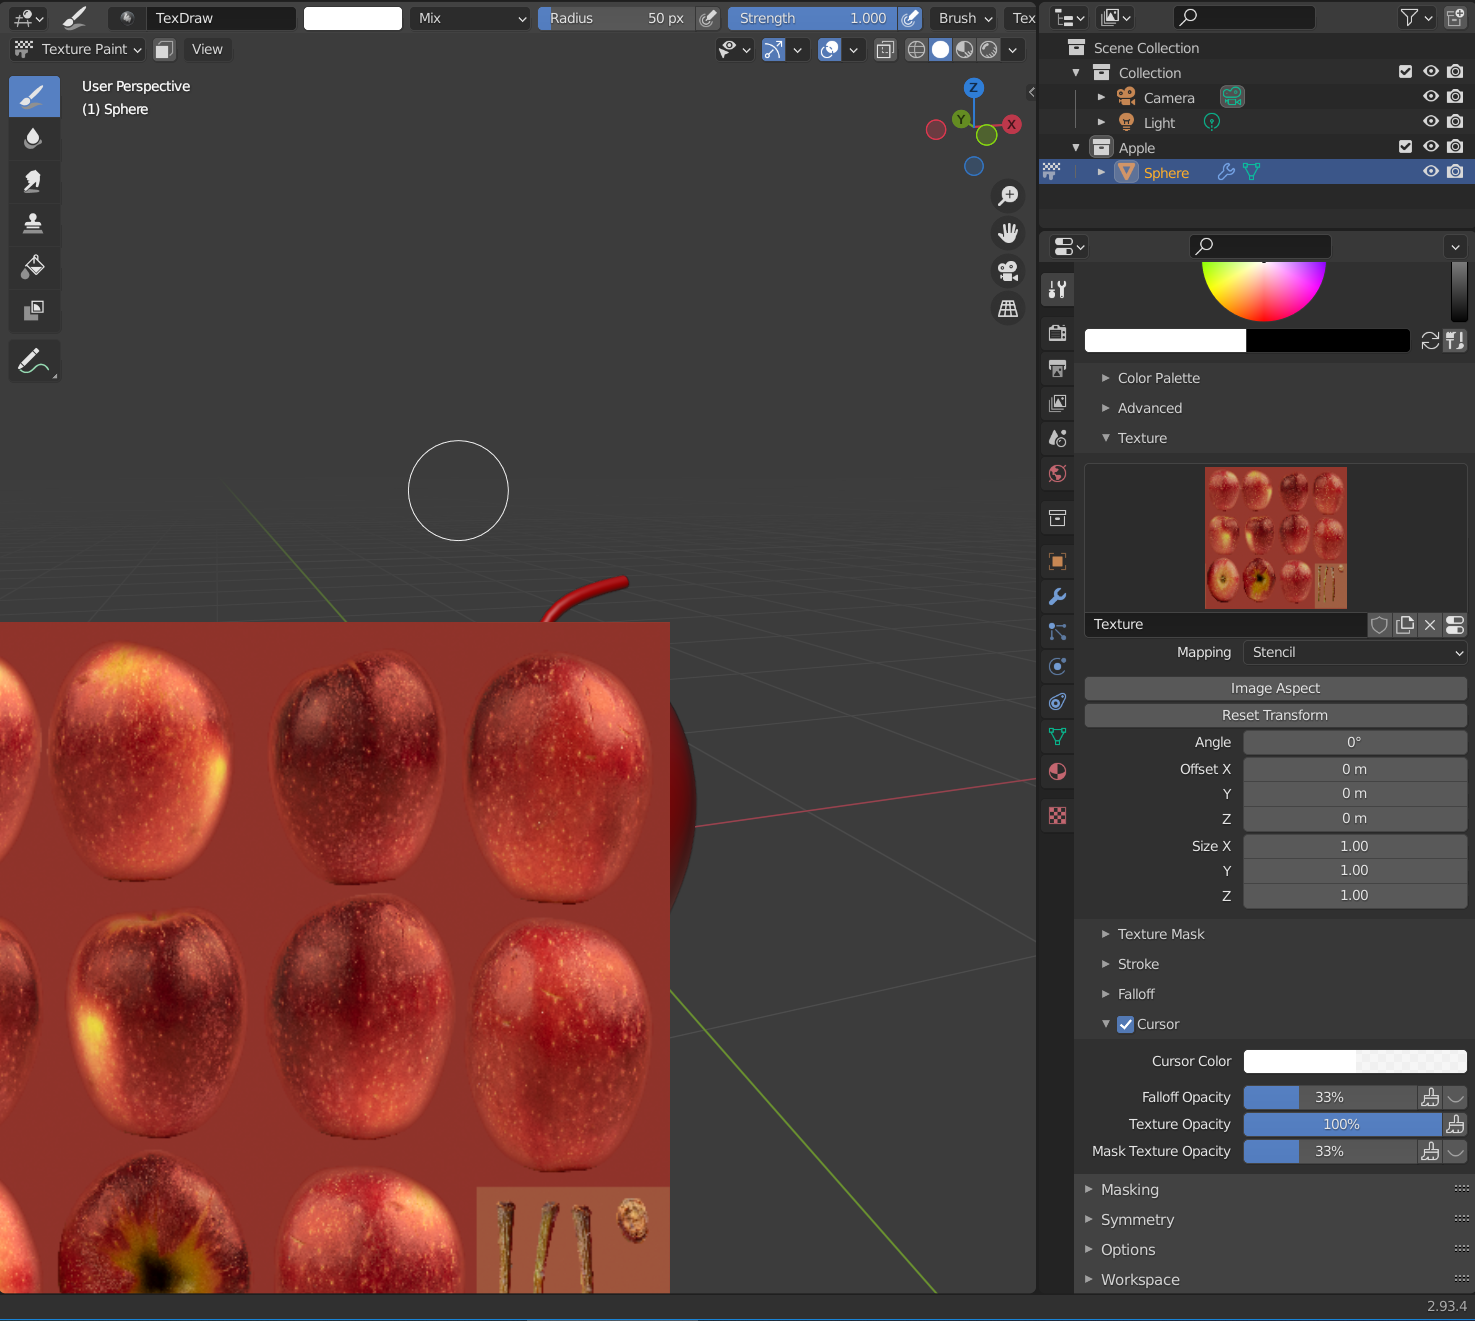 TexDraw Mix Radius 50 px Strength 1.000 Brush Tex
Texture Paint View
User Perspective
(1) Sphere
Z
Y
X
Scene Collection
Collection
Camera
Light
Apple
Sphere
Color Palette
Advanced
Texture
Texture
Mapping Stencil
Image Aspect
Reset Transform
Angle 0°
Offset X 0 m
Y 0 m
Z 0 m
Size X 1.00
Y 1.00
Z 1.00
Texture Mask
Stroke
Falloff
Cursor
Cursor Color
Falloff Opacity 33%
Texture Opacity 100%
Mask Texture Opacity 33%
Masking
Symmetry
Options
Workspace
2.93.4